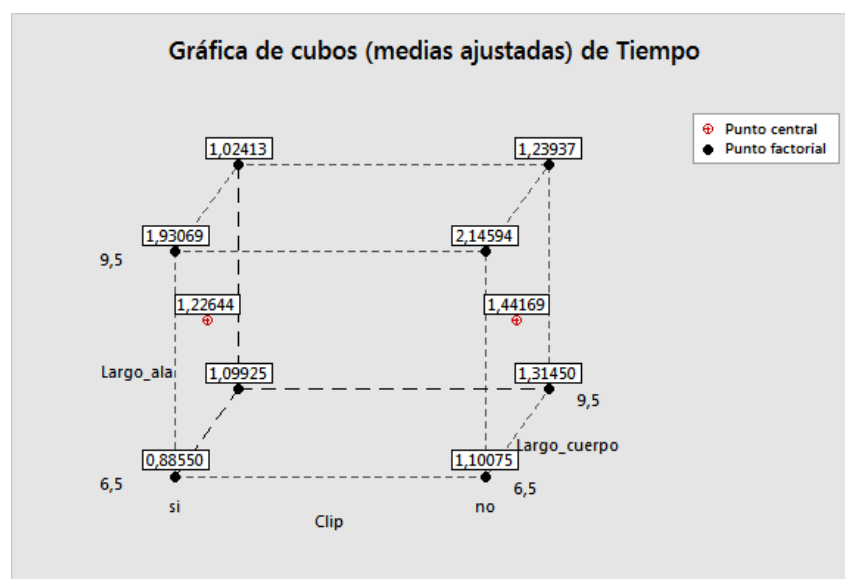 Gráfica de cubos (medias ajustadas) de Tiempo
Punto central
Punto factorial
1,02413
1,23937
1,93069
2,14594
9,5
1,22644
1,44169
Largo_ala
1,09925
1,31450
9,5
Largo_cuerpo
0,88550
1,10075
6,5
6,5
si
no
Clip